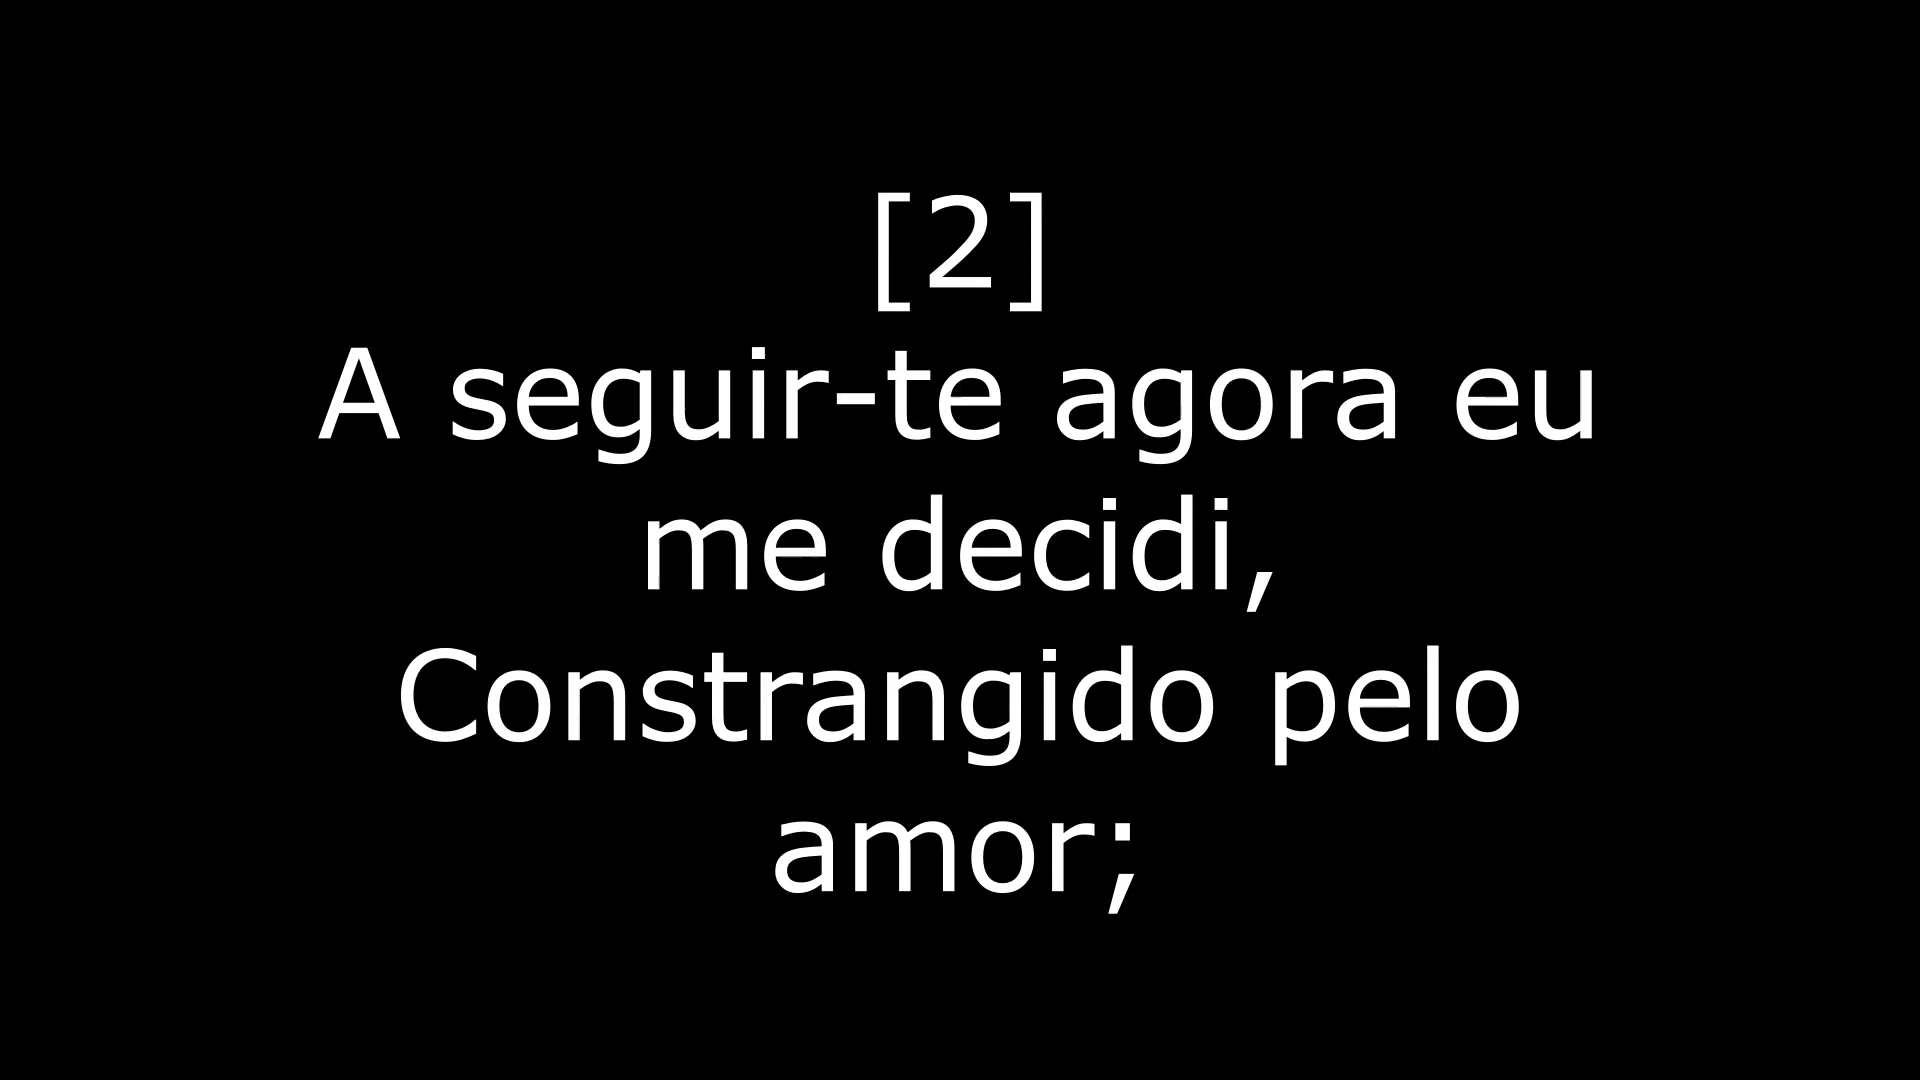 [2]
A seguir-te agora eu
me decidi,
Constrangido pelo
amor;